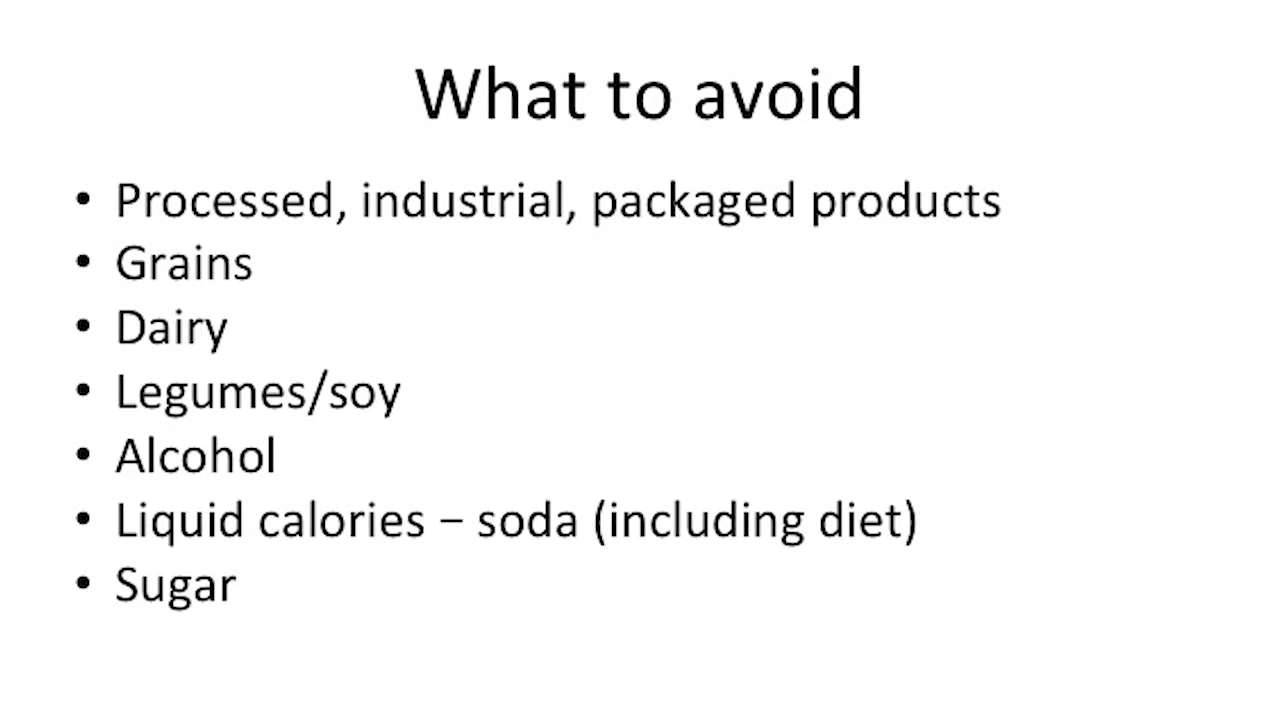 What to avoid
• Processed, industrial, packaged products
• Grains
• Dairy
• Legumes/soy
• Alcohol
• Liquid calories – soda (including diet)
• Sugar